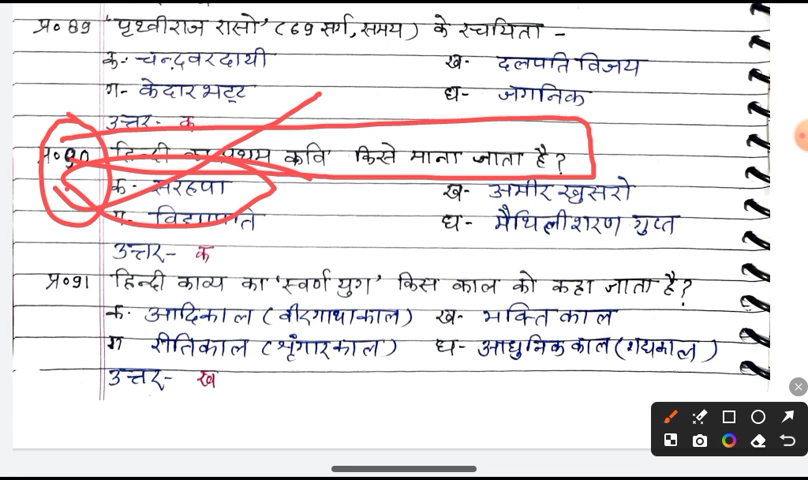 प्र० 89 'पृथ्वीराज रासो' (69 सर्ग, समय) के रचयिता -
क- चन्दवरदायी ख- दलपति विजय
ग- केदारभट्ट घ- जगनिक
उत्तर- क
प्र० 90 हिन्दी का प्रथम कवि किसे माना जाता है?
क- सरहपा ख- अमीर खुसरो
ग- विद्यापति घ- मैथिलीशरण गुप्त
उत्तर- क
प्र० 91 हिन्दी काव्य का 'स्वर्ण युग' किस काल को कहा जाता है?
क- आदिकाल (वीरगाथाकाल) ख- भक्तिकाल
ग रीतिकाल (श्रृंगारकाल) घ- आधुनिककाल (गद्यकाल)
उत्तर- ख